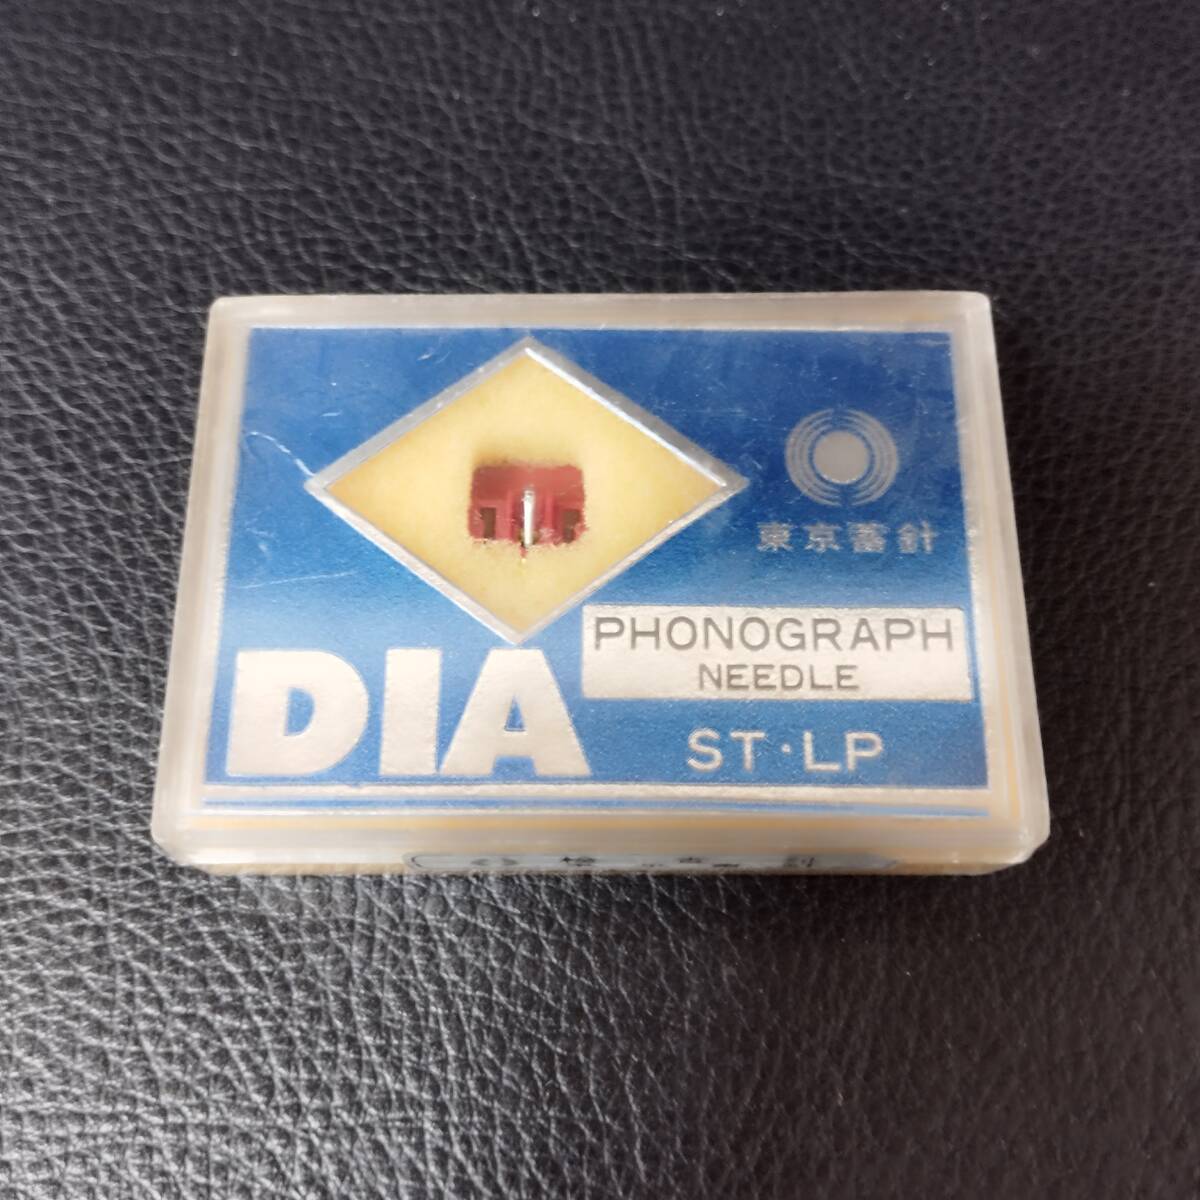 東京蓄針
PHONOGRAPH
NEEDLE
DIA
ST・LP